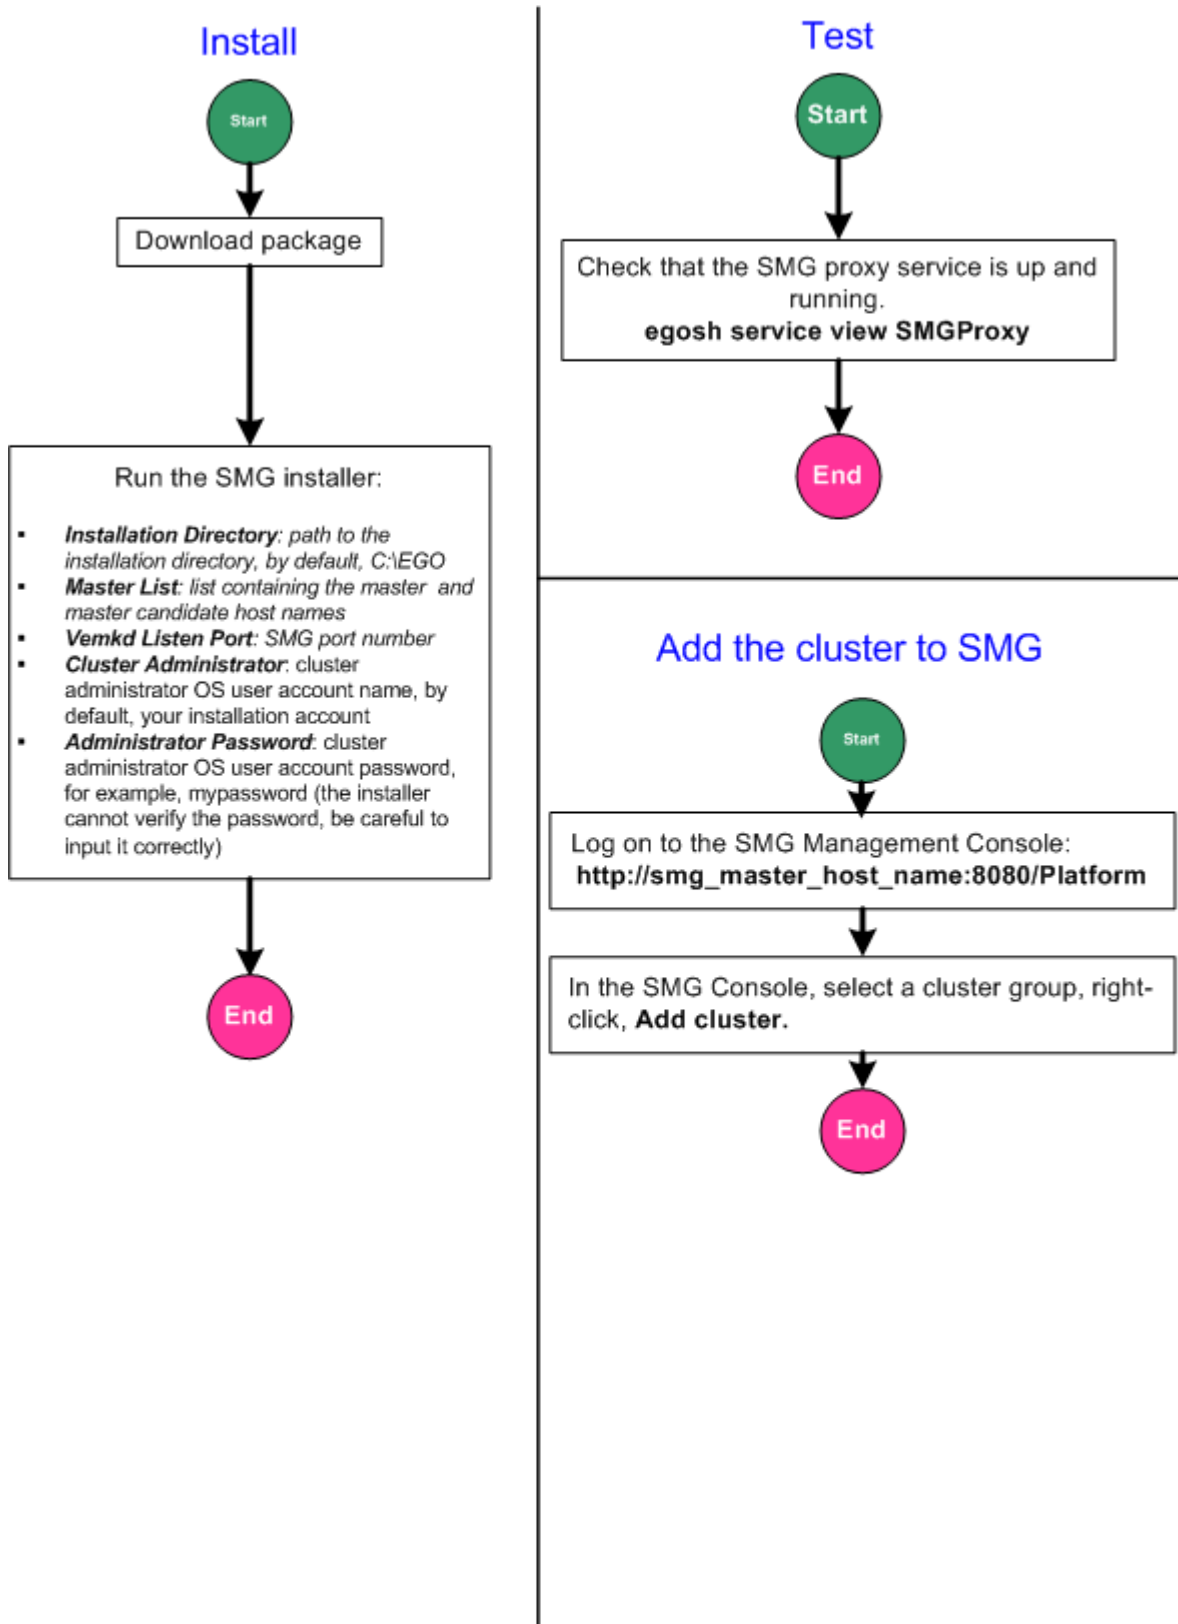 Install
Start
Download package
Run the SMG installer:
▪ Installation Directory: path to the
installation directory, by default, C:\EGO
▪ Master List: list containing the master and
master candidate host names
▪ Vemkd Listen Port: SMG port number
▪ Cluster Administrator: cluster
administrator OS user account name, by
default, your installation account
▪ Administrator Password: cluster
administrator OS user account password,
for example, mypassword (the installer
cannot verify the password, be careful to
input it correctly)
End
Test
Start
Check that the SMG proxy service is up and
running.
egosh service view SMGProxy
End
Add the cluster to SMG
Start
Log on to the SMG Management Console:
http://smg_master_host_name:8080/Platform
In the SMG Console, select a cluster group, right-
click, Add cluster.
End